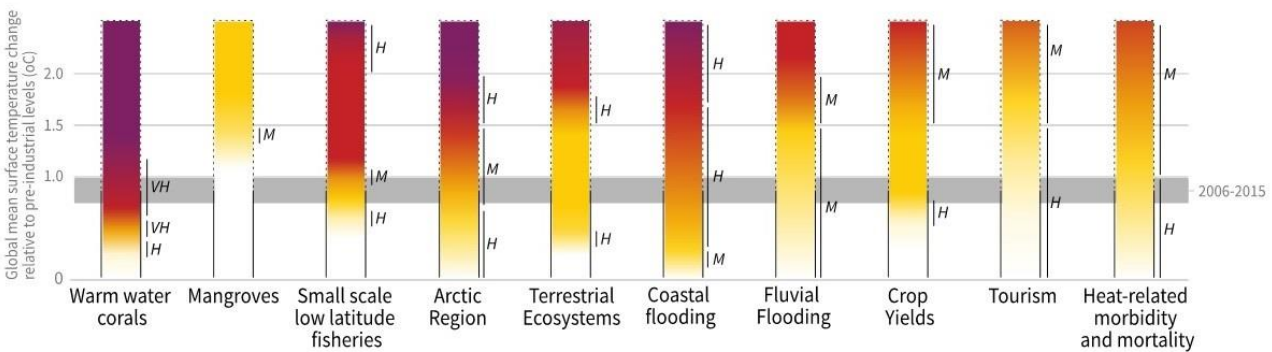 Global mean surface temperature change
relative to pre-industrial levels (oC)
2.0
1.5
1.0
0
2006-2015
VH
VH
H
M
H
M
H
H
M
H
H
H
H
H
M
M
M
M
H
M
H
M
H
Warm water
corals
Mangroves
Small scale
low latitude
fisheries
Arctic
Region
Terrestrial
Ecosystems
Coastal
flooding
Fluvial
Flooding
Crop
Yields
Tourism
Heat-related
morbidity
and mortality